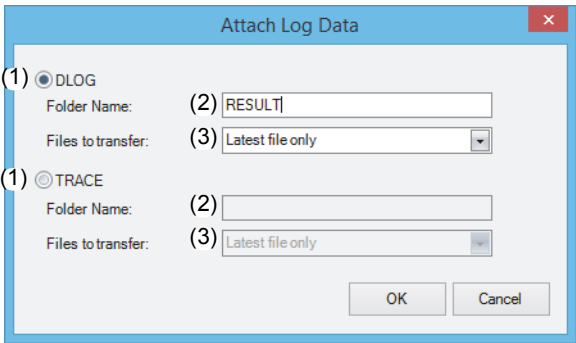 Attach Log Data
(1) DLOG
Folder Name: (2) RESULT
Files to transfer: (3) Latest file only
(1) TRACE
Folder Name: (2)
Files to transfer: (3) Latest file only
OK Cancel